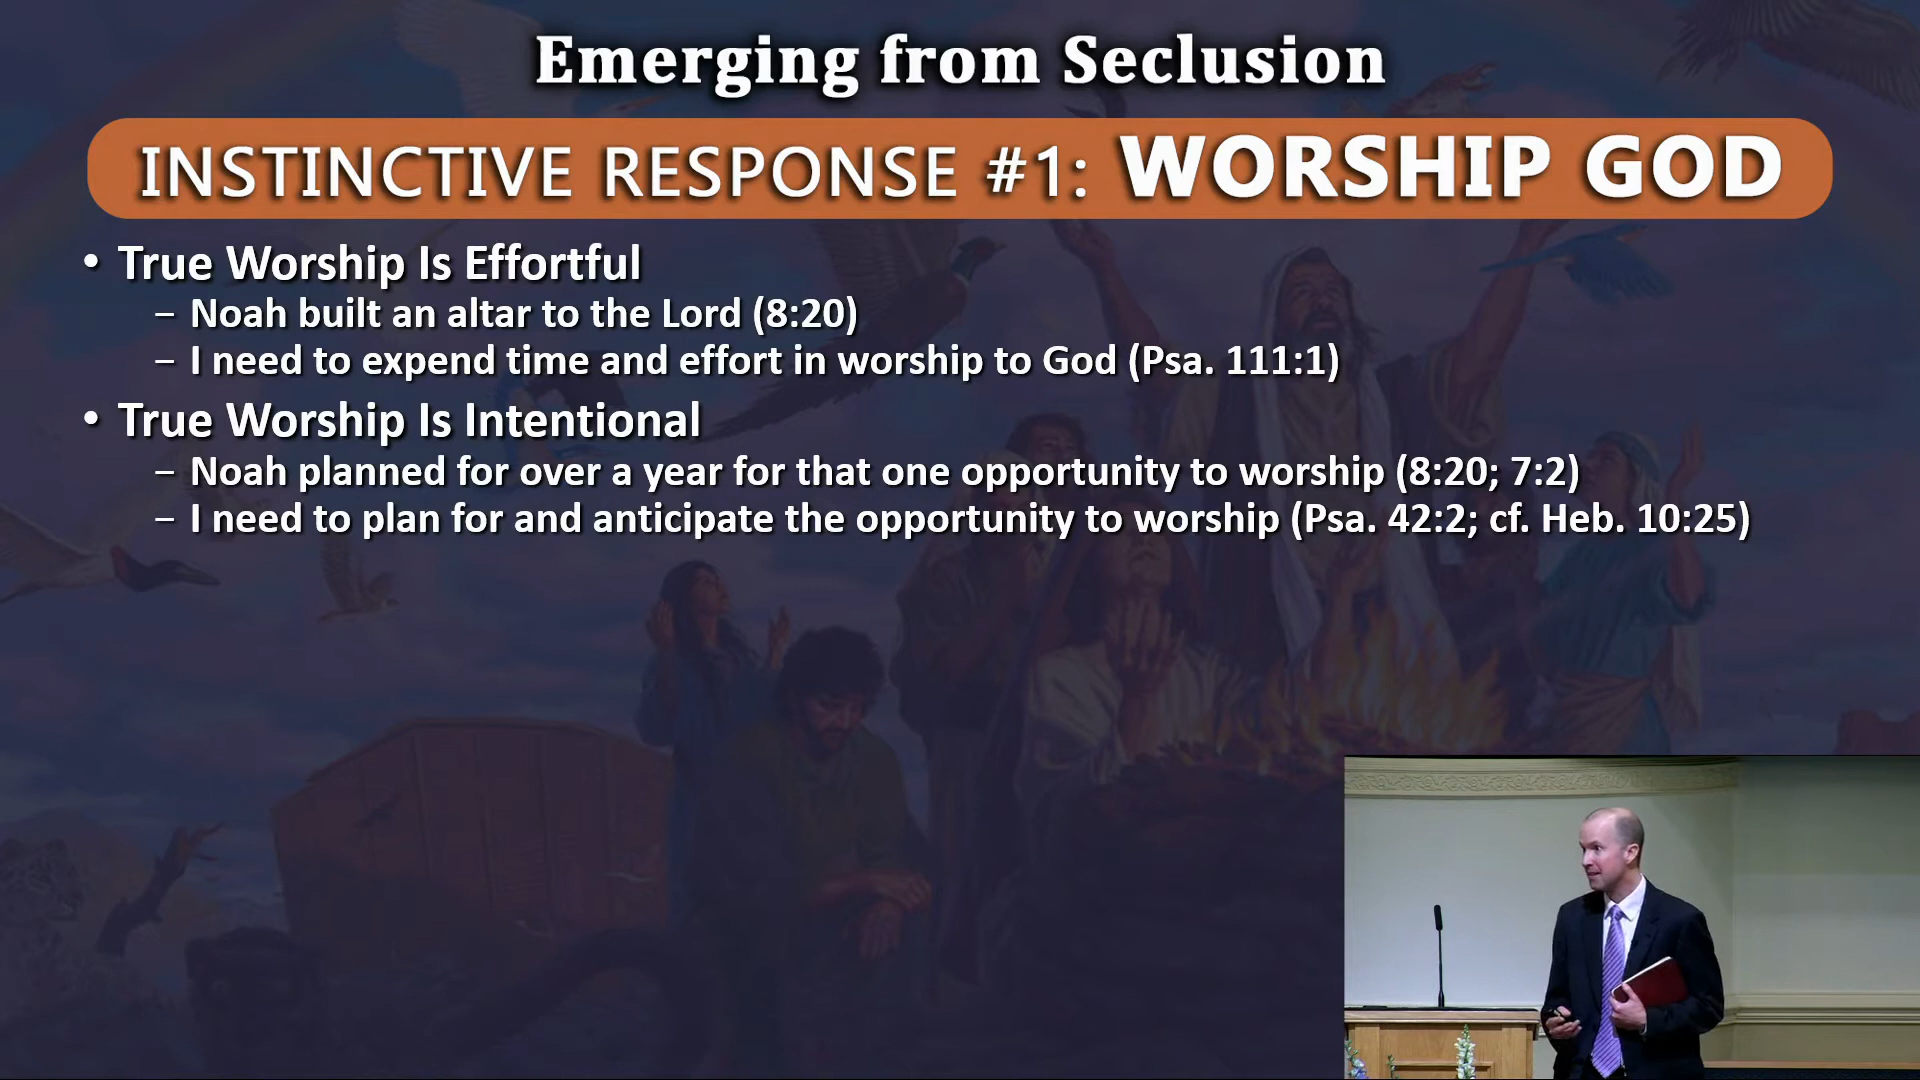 Emerging from Seclusion
INSTINCTIVE RESPONSE #1: WORSHIP GOD
• True Worship Is Effortful
– Noah built an altar to the Lord (8:20)
– I need to expend time and effort in worship to God (Psa. 111:1)
• True Worship Is Intentional
– Noah planned for over a year for that one opportunity to worship (8:20; 7:2)
– I need to plan for and anticipate the opportunity to worship (Psa. 42:2; cf. Heb. 10:25)